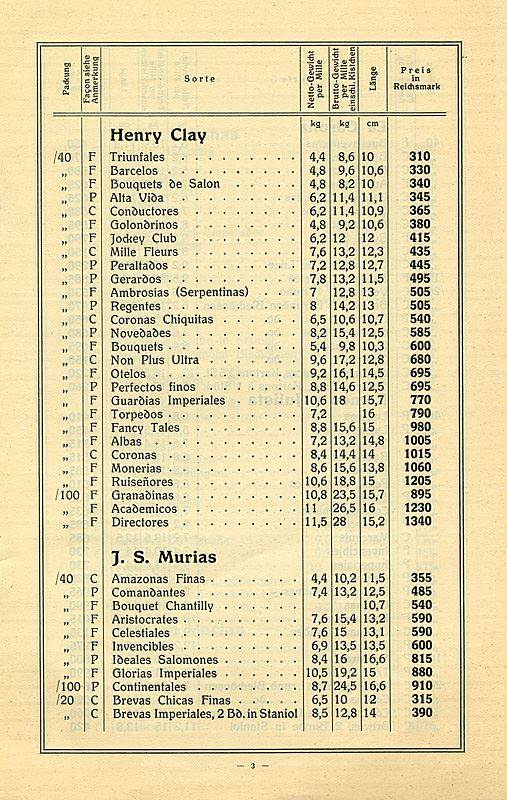 Packung Façon siehe Anmerkung Sorte Netto-Gewicht per Mille Brutto-Gewicht per Mille einschl. Kistchen Länge Preis in Reichsmark
kg kg cm
Henry Clay
/40 F Triunfales 4,4 8,6 10 310
„ F Barcelos 4,8 9,6 10,6 330
„ F Bouquets de Salon 4,8 8,2 10 340
„ P Alta Vida 6,2 11,4 11,1 345
„ C Conductores 6,2 11,4 10,9 365
„ F Golondrinos 4,8 9,2 10,6 380
„ F Jockey Club 6,2 12 12 415
„ C Mille Fleurs 7,6 13,2 12,3 435
„ P Peraltados 7,2 12,8 12,7 445
„ P Gerardos 7,8 13,2 11,5 495
„ F Ambrosias (Serpentinas) 7 12,8 13 505
„ P Regentes 8 14,2 13 505
„ C Coronas Chiquitas 6,5 10,6 10,7 540
„ P Novedades 8,2 15,4 12,5 585
„ F Bouquets 5,4 9,8 10,3 600
„ C Non Plus Ultra 9,6 17,2 12,8 680
„ F Otelos 9,2 16,1 14,5 695
„ P Perfectos finos 8,8 14,6 12,5 695
„ F Guardias Imperiales 10,6 18 15,7 770
„ F Torpedos 7,2 16 790
„ F Fancy Tales 8,8 15,6 15 980
„ F Albas 7,2 13,2 14,8 1005
„ C Coronas 8,4 14,4 14 1015
„ F Monerias 8,6 15,6 13,8 1060
„ F Ruiseñores 10,6 18,8 15 1205
/100 F Granadinas 10,8 23,5 15,7 895
„ F Academicos 11 26,5 16 1230
„ F Directores 11,5 28 15,2 1340
J. S. Murias
/40 C Amazonas Finas 4,4 10,2 11,5 355
„ P Comandantes 7,4 13,2 12,5 485
„ F Bouquet Chantilly 10,7 540
„ F Aristocrates 7,6 15,4 13,2 590
„ F Celestiales 7,6 15 13,1 590
„ F Invencibles 6,9 13,5 13,5 600
„ P Ideales Salomones 8,4 16 16,6 815
„ F Glorias Imperiales 10,5 19,2 15 880
/100 P Continentales 8,7 24,5 16,6 910
/20 C Brevas Chicas Finas 6,5 10 12 315
„ C Brevas Imperiales, 2 Bd. in Staniol 8,5 12,8 14 390
— 3 —